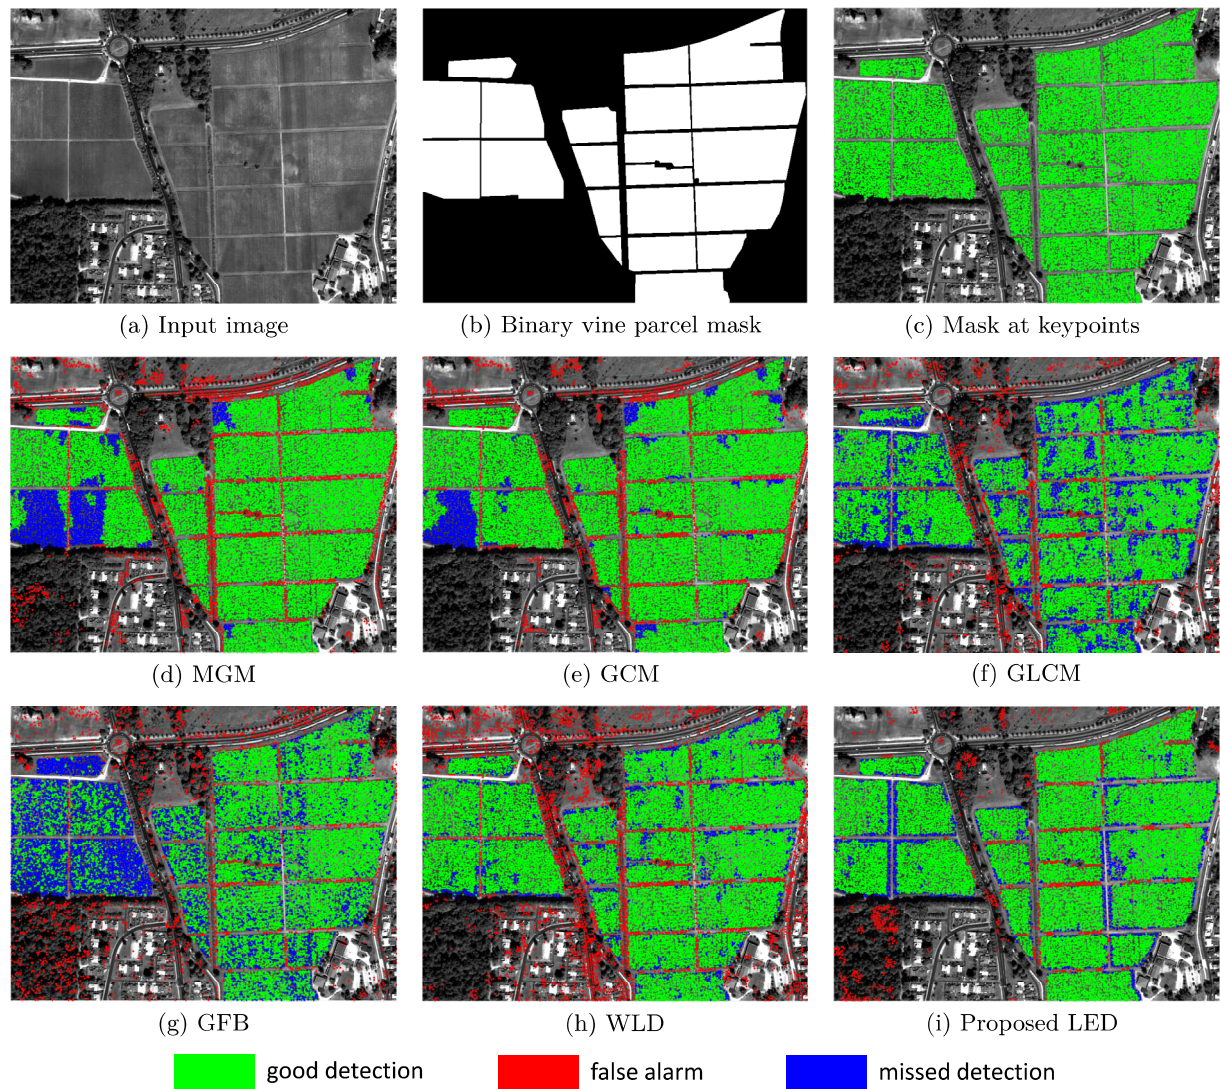 (a) Input image
(b) Binary vine parcel mask
(c) Mask at keypoints
(d) MGM
(e) GCM
(f) GLCM
(g) GFB
(h) WLD
(i) Proposed LED
good detection
false alarm
missed detection